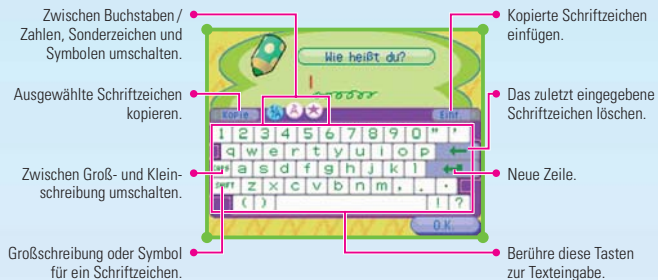 Zwischen Buchstaben /
Zahlen, Sonderzeichen und
Symbolen umschalten.
Ausgewählte Schriftzeichen
kopieren.
Zwischen Groß- und Klein-
schreibung umschalten.
Großschreibung oder Symbol
für ein Schriftzeichen.
Wie heißt du?
Kopie
Einf.
1 2 3 4 5 6 7 8 9 0 " '
q w e r t y u i o p
CAPS a s d f g h j k l
SHIFT z x c v b n m , . ·
( ) ! ?
O.K.
Kopierte Schriftzeichen
einfügen.
Das zuletzt eingegebene
Schriftzeichen löschen.
Neue Zeile.
Berühre diese Tasten
zur Texteingabe.